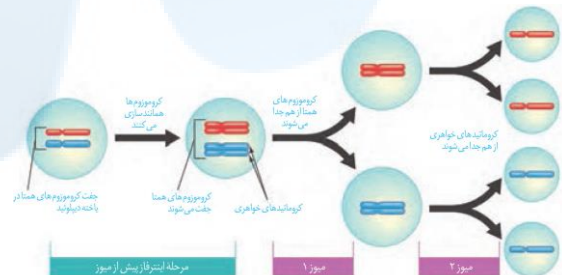 کروموزوم‌ها
همانندسازی
می‌کنند
کروموزوم‌های
همتا از هم جدا
می‌شوند
کروماتیدهای خواهری
از هم جدا می‌شوند
جفت کروموزوم‌های همتا در
یاخته دیپلوئید
کروموزوم‌های همتا
جفت می‌شوند
کروماتیدهای خواهری
مرحلهٔ اینترفاز پیش از میوز
میوز ۱
میوز ۲